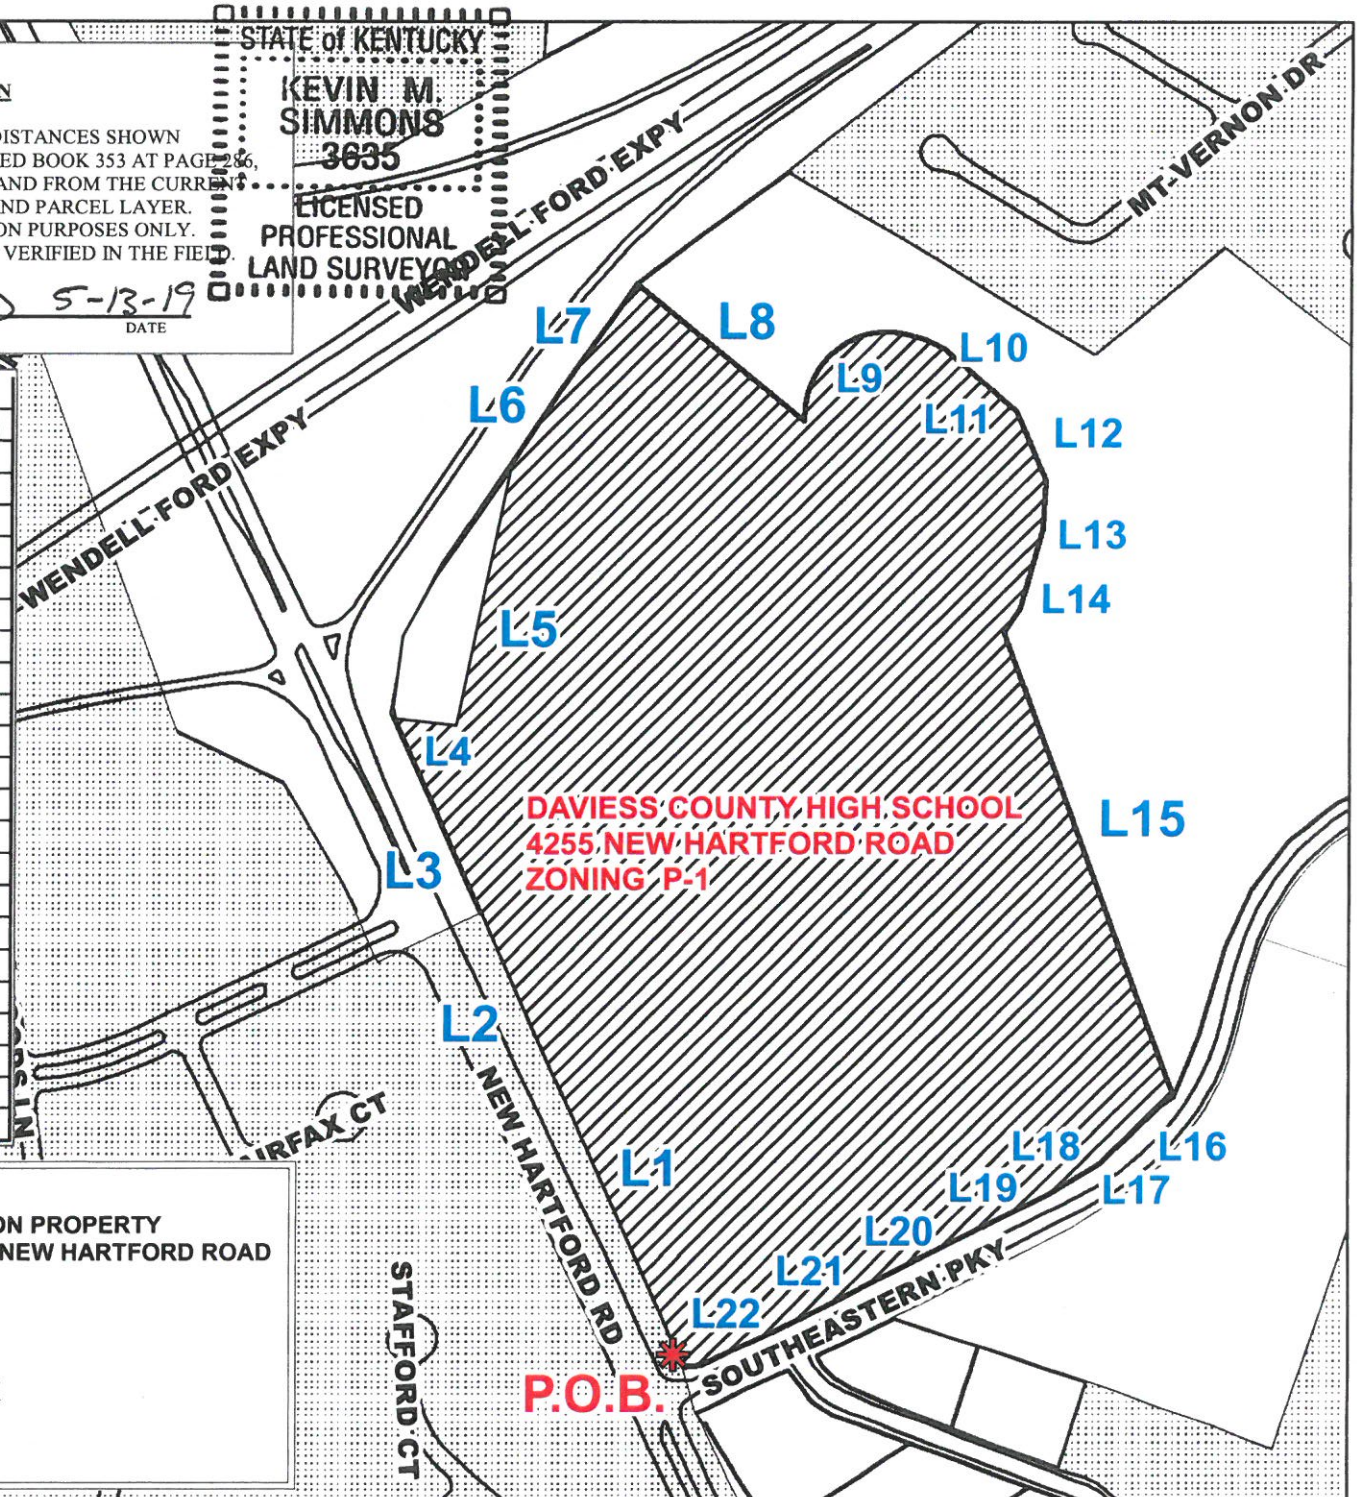 STATE of KENTUCKY
KEVIN M.
SIMMONS
3635
LICENSED
PROFESSIONAL
LAND SURVEYOR
DISTANCES SHOWN
ED BOOK 353 AT PAGE 286,
AND FROM THE CURRENT
ND PARCEL LAYER.
ON PURPOSES ONLY.
VERIFIED IN THE FIELD.
5-13-19
DATE
WENDELL FORD EXPY
MT VERNON DR
WENDELL FORD EXPY
L7
L8
L10
L9
L6
L11
L12
L13
L14
L5
L4
DAVIESS COUNTY HIGH SCHOOL
4255 NEW HARTFORD ROAD
ZONING P-1
L15
L3
L2
NEW HARTFORD RD
LN
IRFAX CT
L1
L18
L16
L19
L17
L20
L21
L22
SOUTHEASTERN PKY
P.O.B.
STAFFORD CT
ON PROPERTY
NEW HARTFORD ROAD